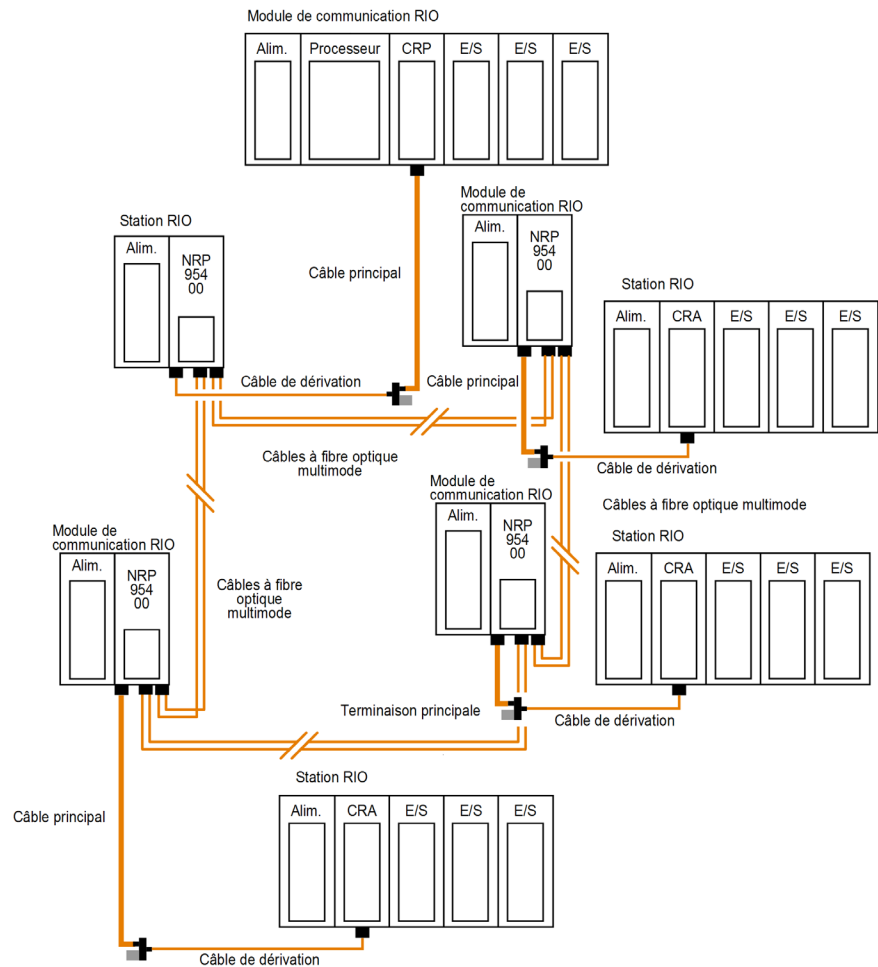 Module de communication RIO
Alim. Processeur CRP E/S E/S E/S
Module de
communication RIO
Station RIO
Alim.
NRP
954
00
Alim.
NRP
954
00
Câble principal
Station RIO
Alim. CRA E/S E/S E/S
Câble de dérivation
Câble principal
Câbles à fibre optique
multimode
Câble de dérivation
Module de
communication RIO
Câbles à fibre optique multimode
Alim.
NRP
954
00
Station RIO
Alim. CRA E/S E/S E/S
Module de
communication RIO
Alim.
NRP
954
00
Câbles à fibre
optique
multimode
Terminaison principale
Câble de dérivation
Station RIO
Alim. CRA E/S E/S E/S
Câble principal
Câble de dérivation